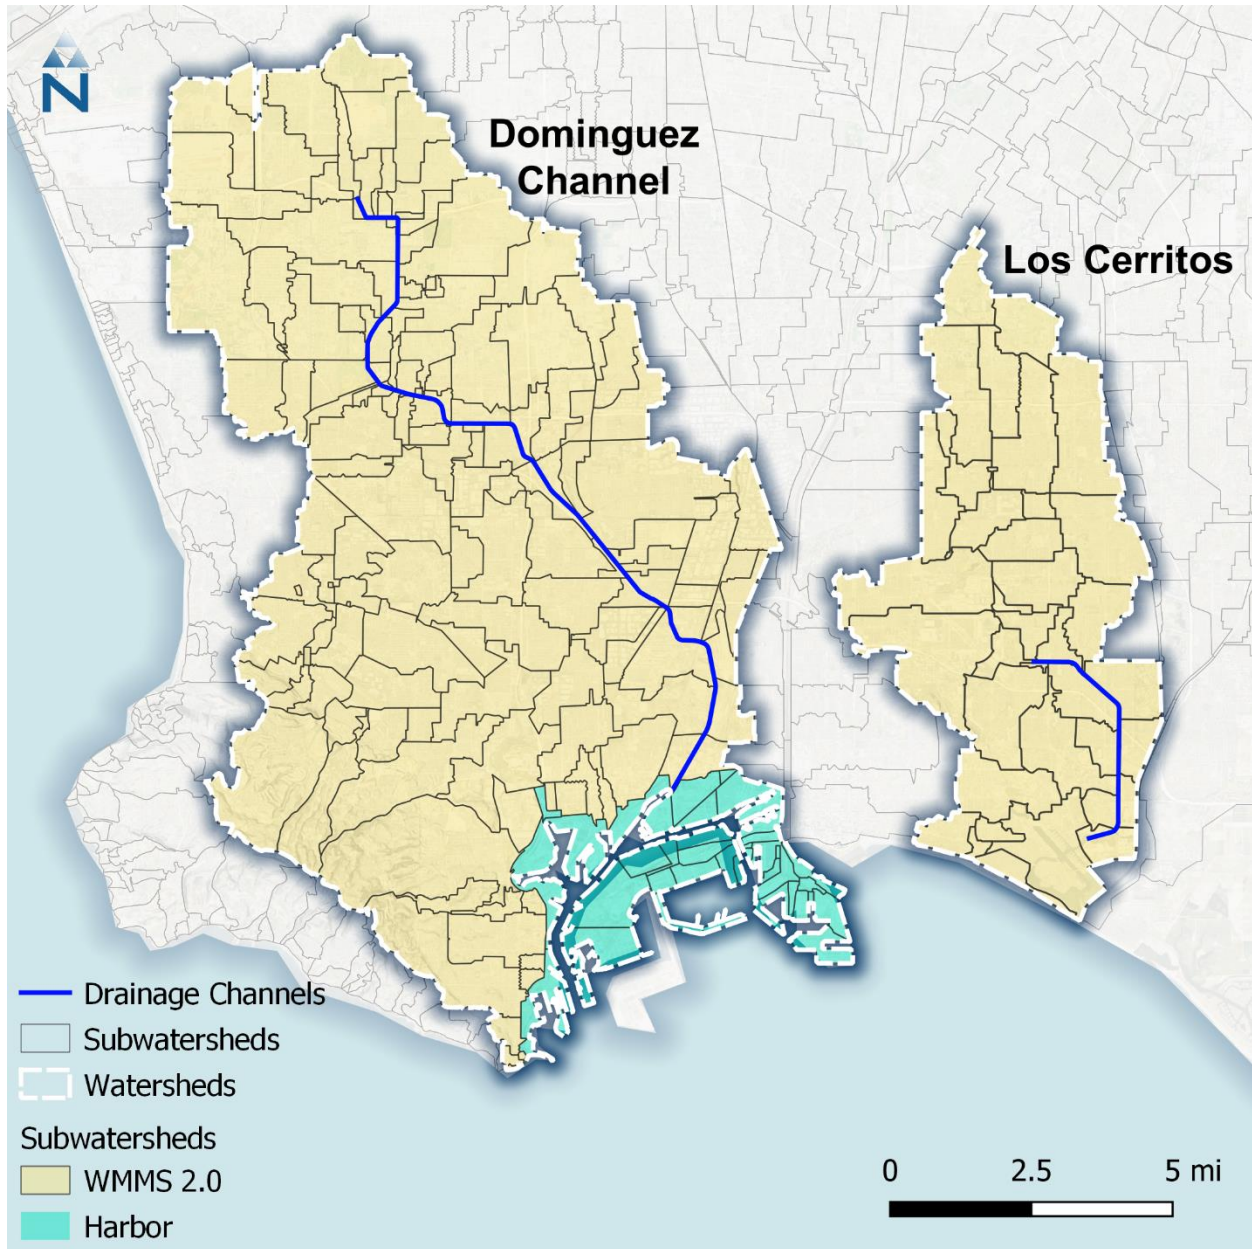 N
Dominguez
Channel
Los Cerritos
Drainage Channels
Subwatersheds
Watersheds
Subwatersheds
WMMS 2.0
Harbor
0 2.5 5 mi